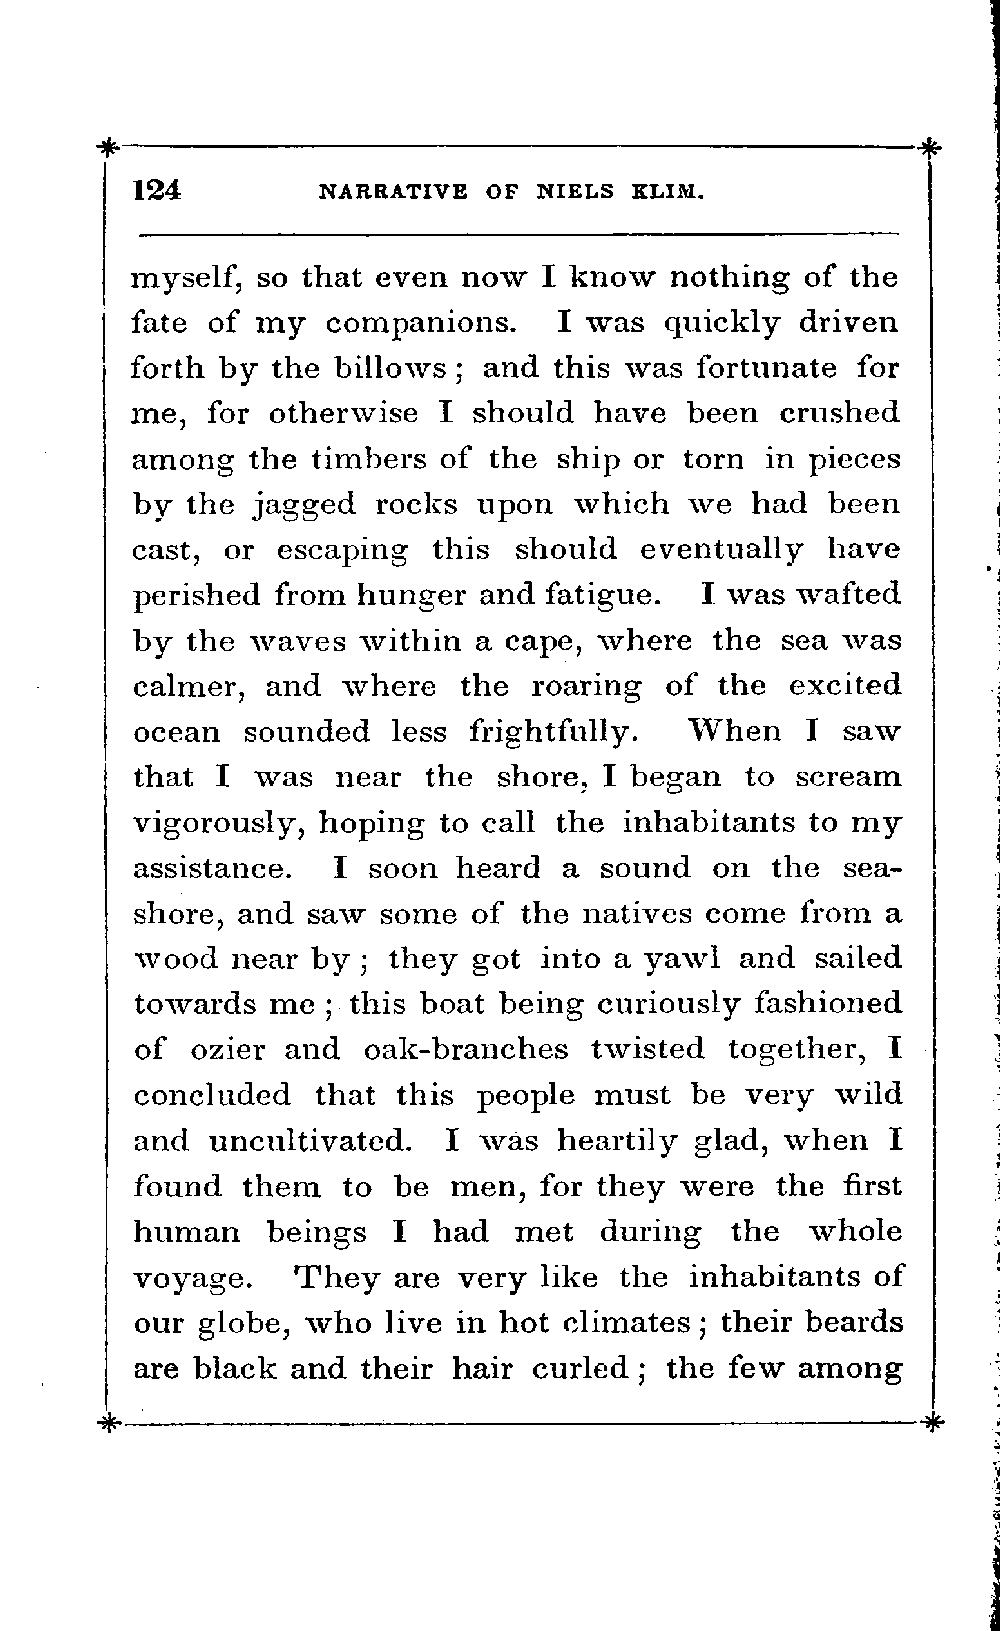 124 NARRATIVE OF NIELS KLIM.
myself, so that even now I know nothing of the
fate of my companions. I was quickly driven
forth by the billows; and this was fortunate for
me, for otherwise I should have been crushed
among the timbers of the ship or torn in pieces
by the jagged rocks upon which we had been
cast, or escaping this should eventually have
perished from hunger and fatigue. I was wafted
by the waves within a cape, where the sea was
calmer, and where the roaring of the excited
ocean sounded less frightfully. When I saw
that I was near the shore, I began to scream
vigorously, hoping to call the inhabitants to my
assistance. I soon heard a sound on the sea-
shore, and saw some of the natives come from a
wood near by; they got into a yawl and sailed
towards me; this boat being curiously fashioned
of ozier and oak-branches twisted together, I
concluded that this people must be very wild
and uncultivated. I was heartily glad, when I
found them to be men, for they were the first
human beings I had met during the whole
voyage. They are very like the inhabitants of
our globe, who live in hot climates; their beards
are black and their hair curled; the few among